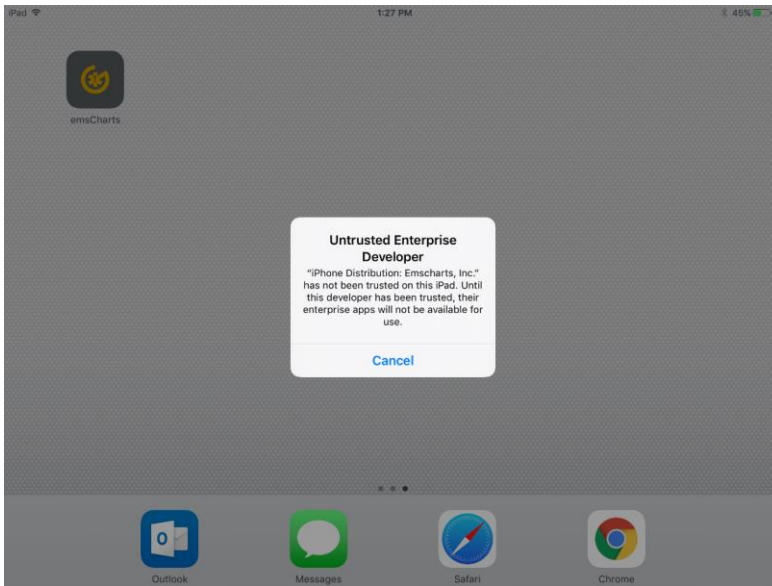 iPad 1:27 PM 45%
emsCharts
Untrusted Enterprise
Developer
"iPhone Distribution: Emscharts, Inc."
has not been trusted on this iPad. Until
this developer has been trusted, their
enterprise apps will not be available for
use.
Cancel
Outlook Messages Safari Chrome